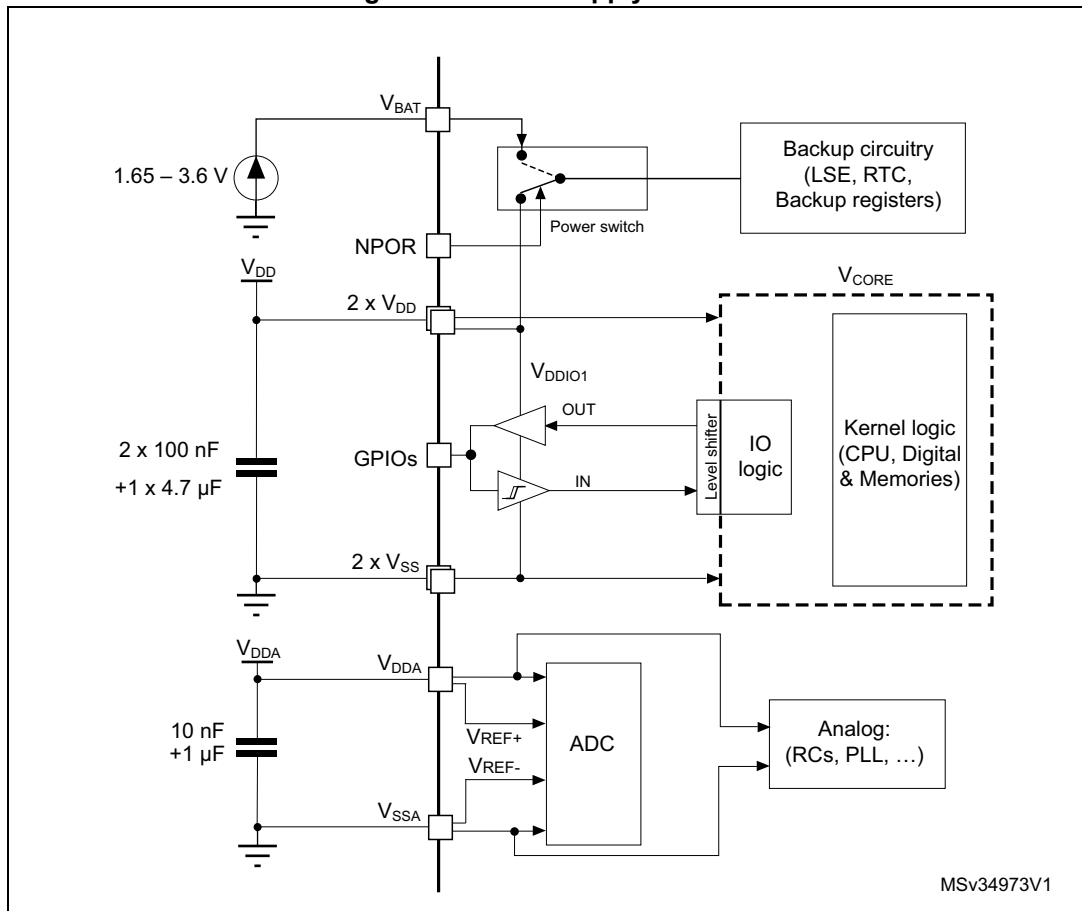 VBAT
1.65 – 3.6 V
Power switch
Backup circuitry
(LSE, RTC,
Backup registers)
NPOR
VDD
2 x VDD
VCORE
VDDIO1
OUT
Level shifter
IO
logic
Kernel logic
(CPU, Digital
& Memories)
2 x 100 nF
+1 x 4.7 µF
GPIOs
IN
2 x VSS
VDDA
VDDA
10 nF
+1 µF
VREF+
VREF-
ADC
Analog:
(RCs, PLL, …)
VSSA
MSv34973V1